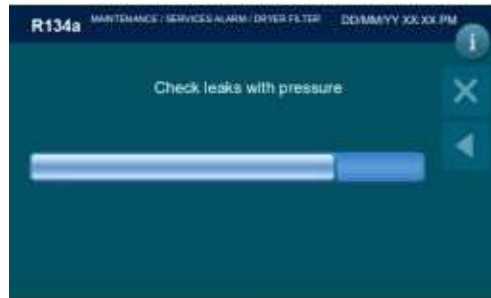 R134a MAINTENANCE / SERVICES ALARM / DRYER FILTER DD/MM/YY XX:XX PM
i
Check leaks with pressure